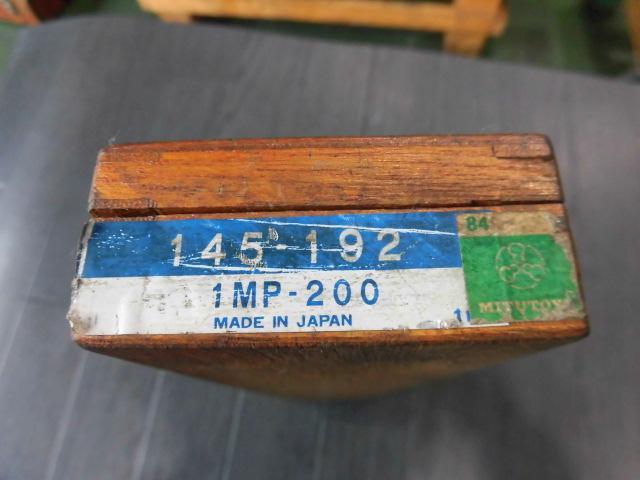 145-192
1MP-200
MADE IN JAPAN
84
MITUTOYO